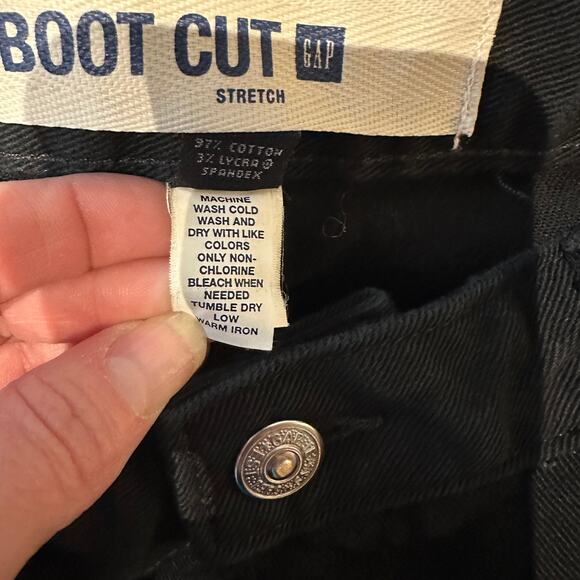 BOOT CUT GAP
STRETCH
97% COTTON
3% LYCRA®
SPANDEX
MACHINE
WASH COLD
WASH AND
DRY WITH LIKE
COLORS
ONLY NON-
CHLORINE
BLEACH WHEN
NEEDED
TUMBLE DRY
LOW
WARM IRON